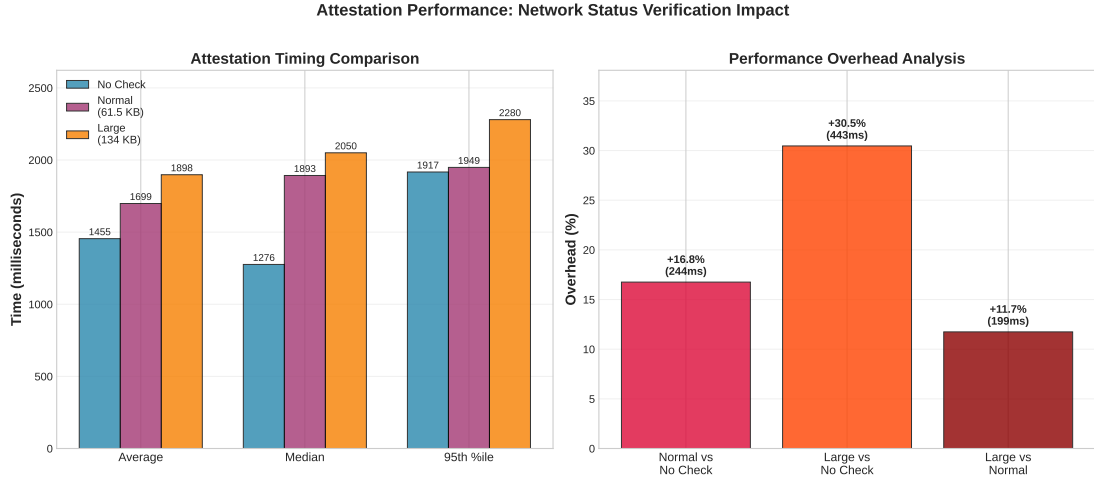 Attestation Performance: Network Status Verification Impact
Attestation Timing Comparison
Time (milliseconds)
2500
2000
1500
1000
500
0
No Check
Normal
(61.5 KB)
Large
(134 KB)
1455
1699
1898
1276
1893
2050
1917
1949
2280
Average
Median
95th %ile
Performance Overhead Analysis
Overhead (%)
35
30
25
20
15
10
5
0
+16.8%
(244ms)
+30.5%
(443ms)
+11.7%
(199ms)
Normal vs
No Check
Large vs
No Check
Large vs
Normal